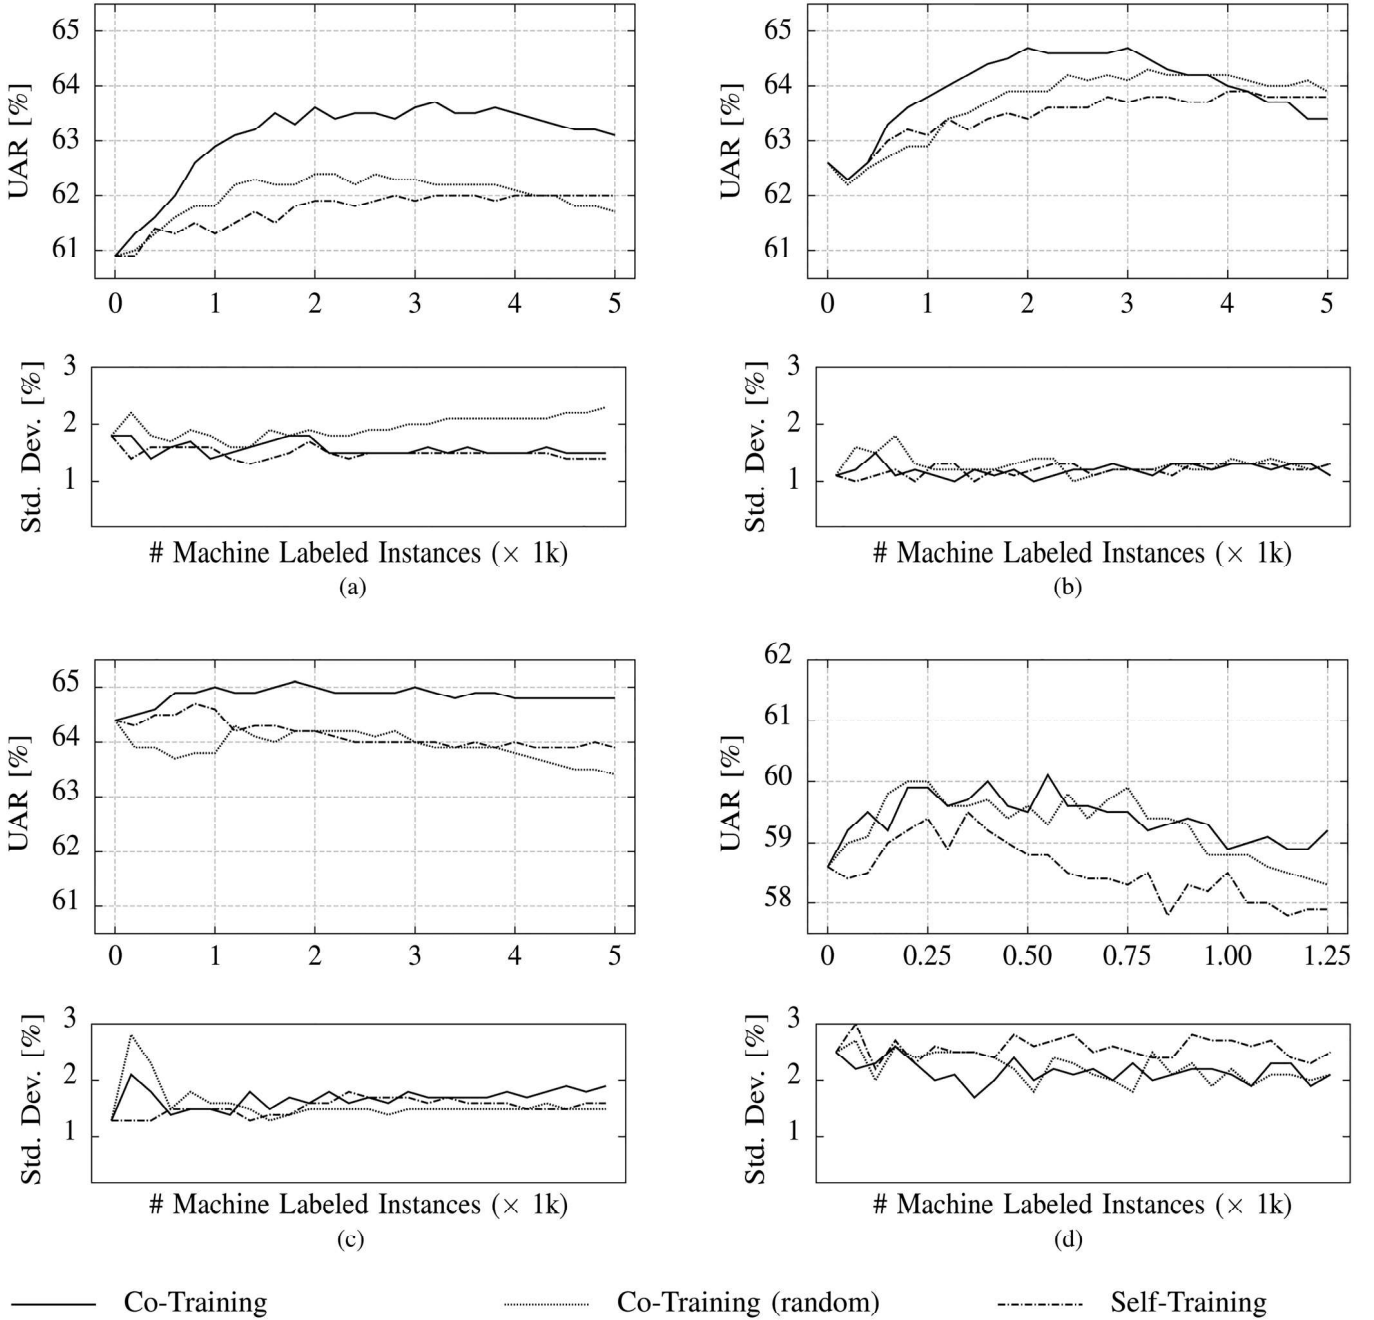 65
64
63
62
61
UAR [%]
0 1 2 3 4 5
3
2
1
Std. Dev. [%]
# Machine Labeled Instances (× 1k)
(a)
65
64
63
62
61
UAR [%]
0 1 2 3 4 5
3
2
1
Std. Dev. [%]
# Machine Labeled Instances (× 1k)
(b)
65
64
63
62
61
UAR [%]
0 1 2 3 4 5
3
2
1
Std. Dev. [%]
# Machine Labeled Instances (× 1k)
(c)
62
61
60
59
58
UAR [%]
0 0.25 0.50 0.75 1.00 1.25
3
2
1
Std. Dev. [%]
# Machine Labeled Instances (× 1k)
(d)
Co-Training Co-Training (random) Self-Training